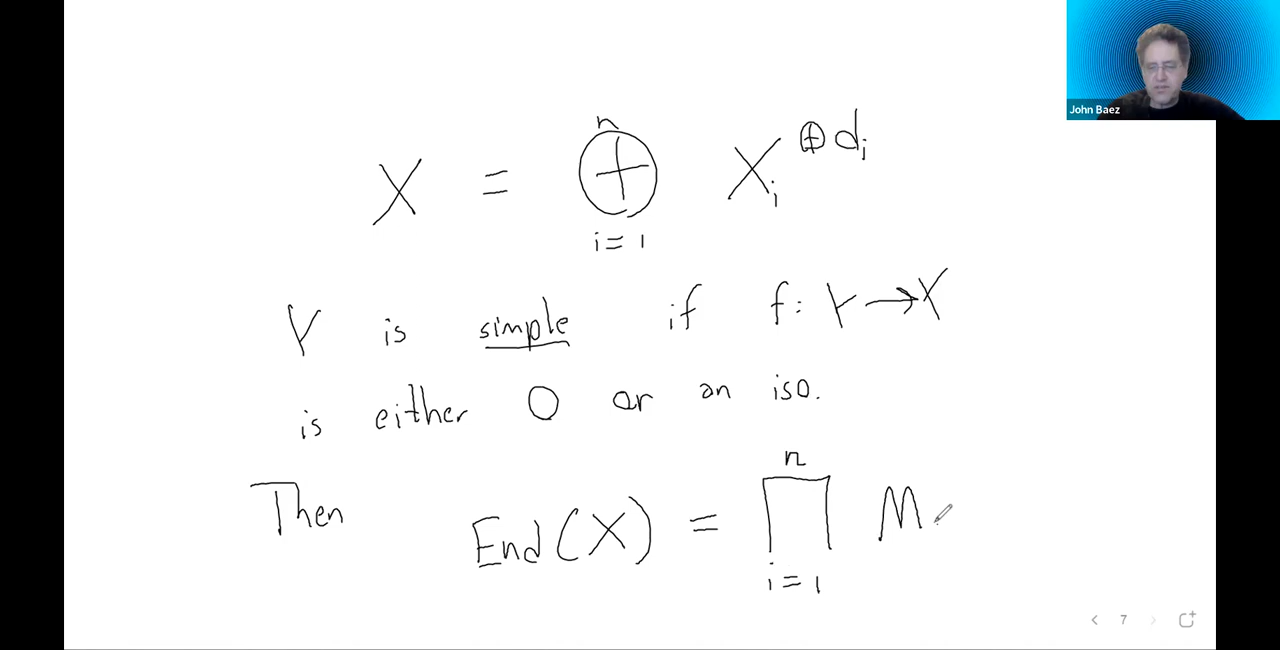 John Baez
X = ⊕_{i=1}^{n} X_i^{⊕d_i}
Y is simple if f: Y → Y
is either 0 or an iso.
Then End(X) = ∏_{i=1}^{n} M
7